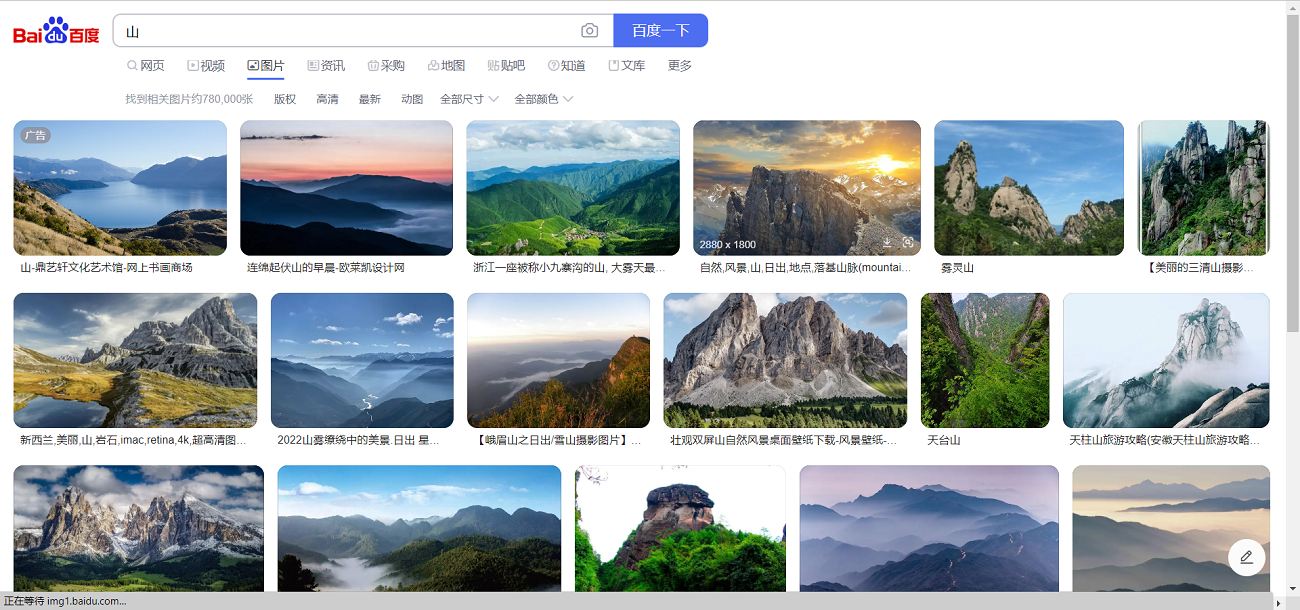 Bai du 百度
山
百度一下
网页 视频 图片 资讯 采购 地图 贴吧 知道 文库 更多
找到相关图片约780,000张 版权 高清 最新 动图 全部尺寸 全部颜色
广告
2880 x 1800
山-鼎艺轩文化艺术馆-网上书画商场
连绵起伏山的早晨-欧莱凯设计网
浙江一座被称小九寨沟的山, 大雾天最...
自然,风景,山,日出,地点,落基山脉(mountai...
雾灵山
【美丽的三清山摄影...
新西兰,美丽,山,岩石,imac,retina,4k,超高清图...
2022山雾缭绕中的美景 日出 星...
【峨眉山之日出/雪山摄影图片】...
壮观双屏山自然风景桌面壁纸下载-风景壁纸-...
天台山
天柱山旅游攻略(安徽天柱山旅游攻略...
正在等待 img1.baidu.com...